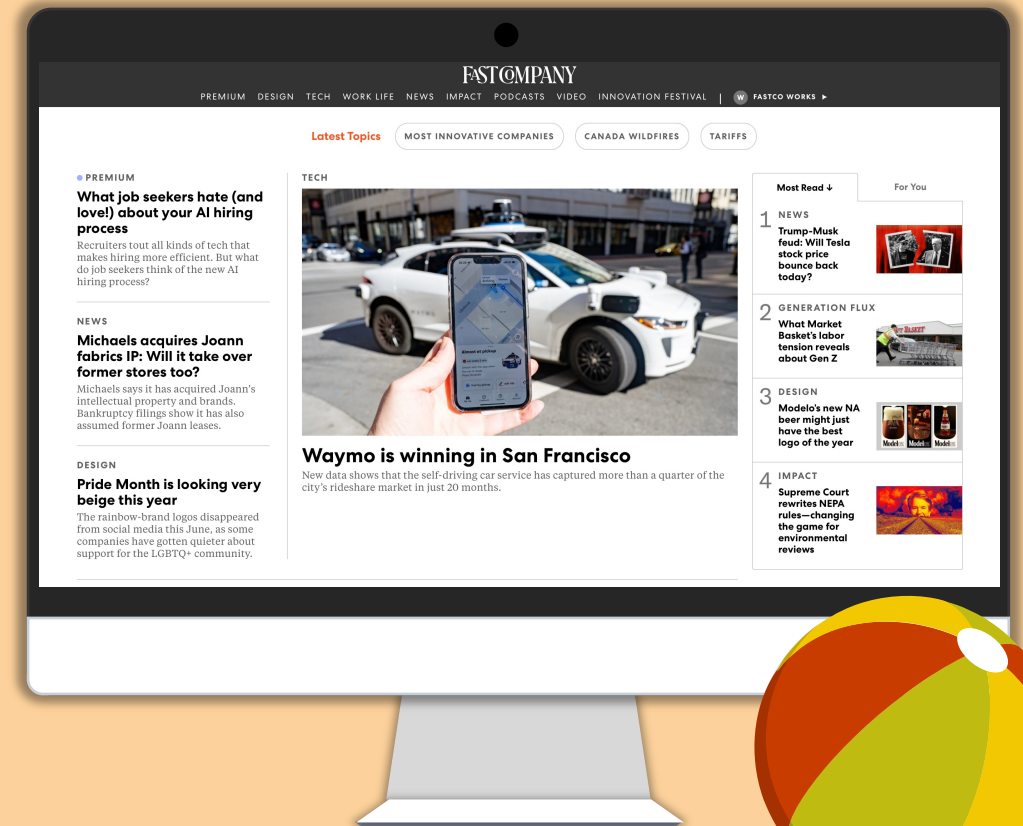 FAST COMPANY
PREMIUM DESIGN TECH WORK LIFE NEWS IMPACT PODCASTS VIDEO INNOVATION FESTIVAL | W FASTCO WORKS
Latest Topics MOST INNOVATIVE COMPANIES CANADA WILDFIRES TARIFFS
PREMIUM
What job seekers hate (and
love!) about your AI hiring
process
Recruiters tout all kinds of tech that
makes hiring more efficient. But what
do job seekers think of the new AI
hiring process?
NEWS
Michaels acquires Joann
fabrics IP: Will it take over
former stores too?
Michaels says it has acquired Joann's
intellectual property and brands.
Bankruptcy filings show it has also
assumed former Joann leases.
DESIGN
Pride Month is looking very
beige this year
The rainbow-brand logos disappeared
from social media this June, as some
companies have gotten quieter about
support for the LGBTQ+ community.
TECH
Almost at pickup
Waymo is winning in San Francisco
New data shows that the self-driving car service has captured more than a quarter of the
city's rideshare market in just 20 months.
Most Read ↓ For You
1 NEWS
Trump-Musk
feud: Will Tesla
stock price
bounce back
today?
2 GENERATION FLUX
What Market
Basket's labor
tension reveals
about Gen Z
BASKET
3 DESIGN
Modelo's new NA
beer might just
have the best
logo of the year
Model Model Model
4 IMPACT
Supreme Court
rewrites NEPA
rules—changing
the game for
environmental
reviews